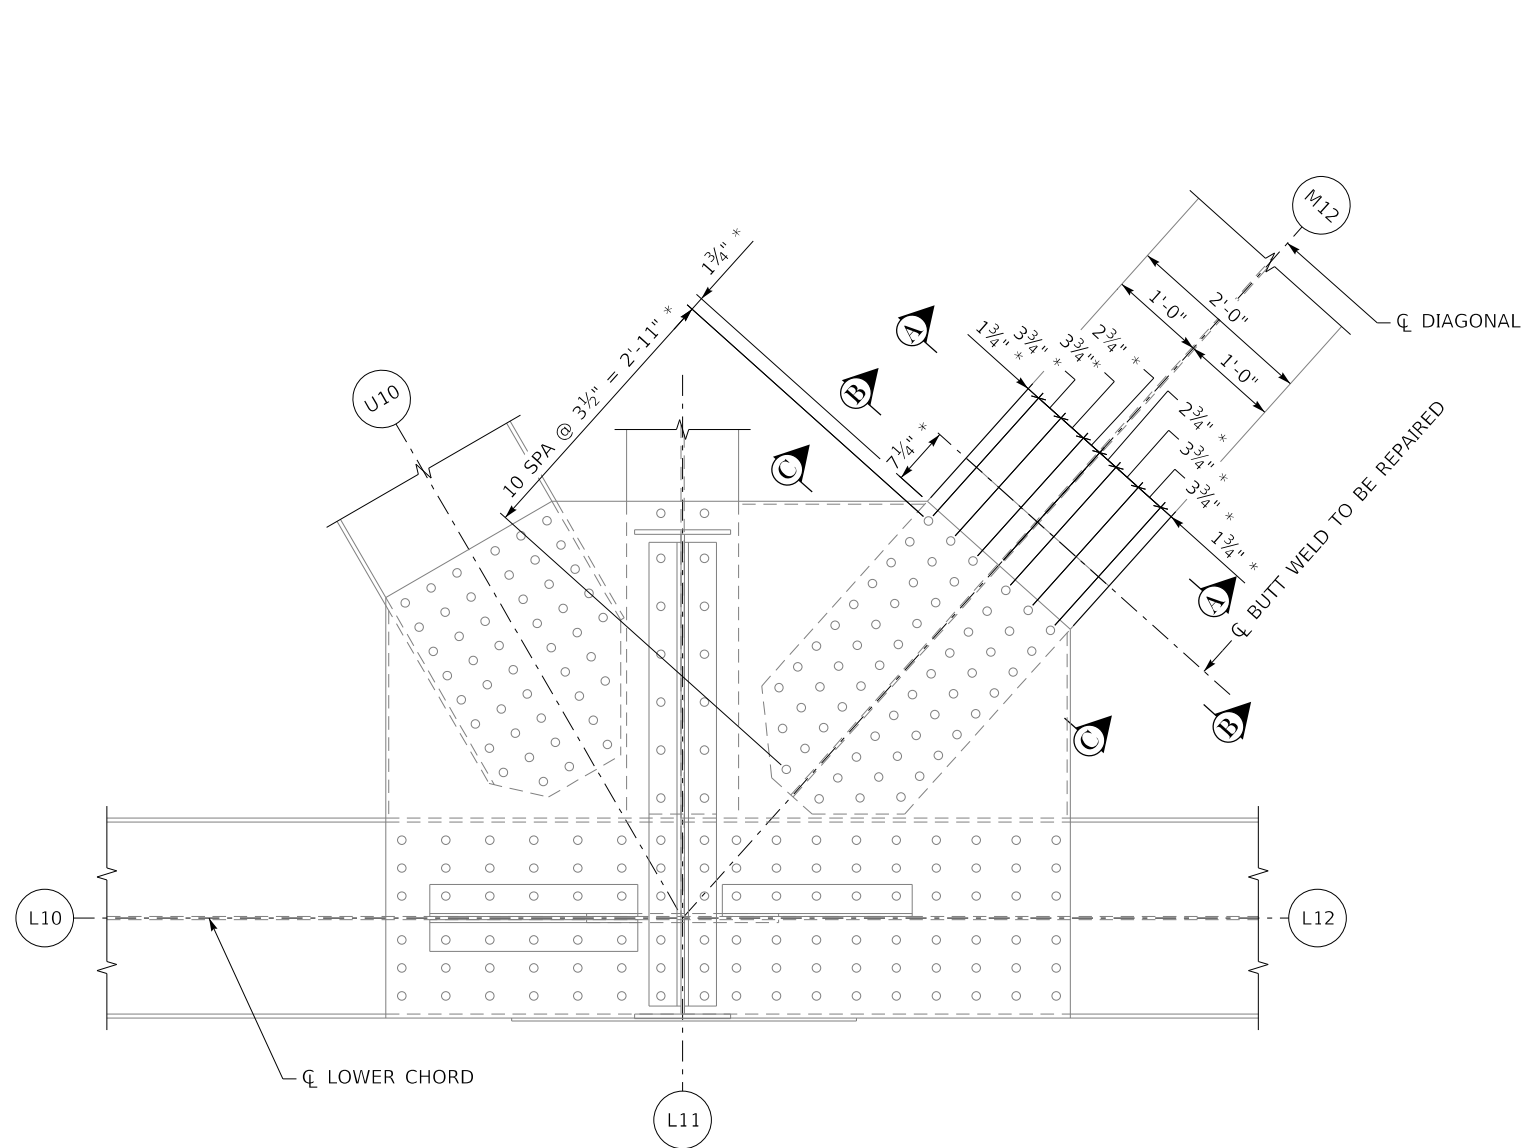 M12
1¾" *
℄ DIAGONAL
2'-0"
1'-0"
1'-0"
A
1¾" *
3¾" *
3¾" *
2¾" *
10 SPA @ 3½" = 2'-11" *
U10
B
2¾" *
3¾" *
3¾" *
1¾" *
7¼" *
C
℄ BUTT WELD TO BE REPAIRED
A
B
C
L10
L12
℄ LOWER CHORD
L11